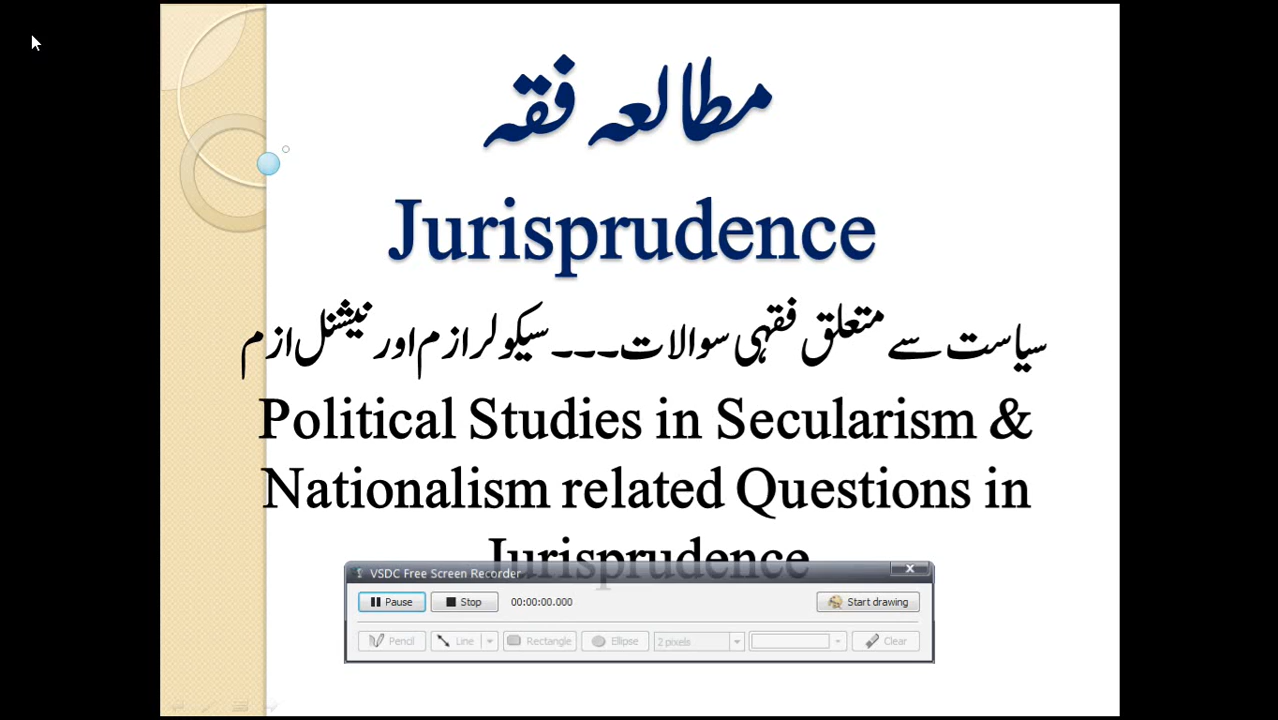 مطالعہ فقہ
Jurisprudence
سیاست سے متعلق فقہی سوالات۔۔۔سیکولرازم اور نیشنل ازم
Political Studies in Secularism &
Nationalism related Questions in
Jurisprudence
VSDC Free Screen Recorder
Pause Stop 00:00:00.000 Start drawing
Pencil Line Rectangle Ellipse 2 pixels Clear